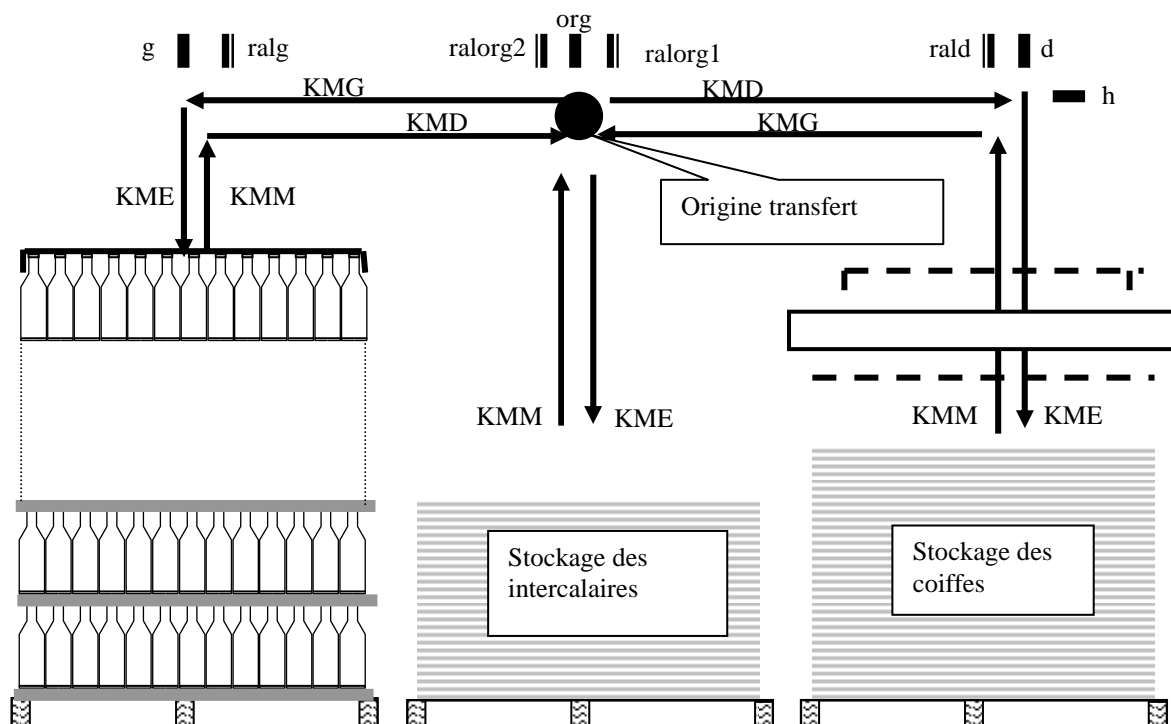 org
g
ralg
ralorg2
ralorg1
rald
d
KMG
KMD
h
KMD
KMG
KME
KMM
Origine transfert
KMM
KME
KMM
KME
Stockage des
intercalaires
Stockage des
coiffes